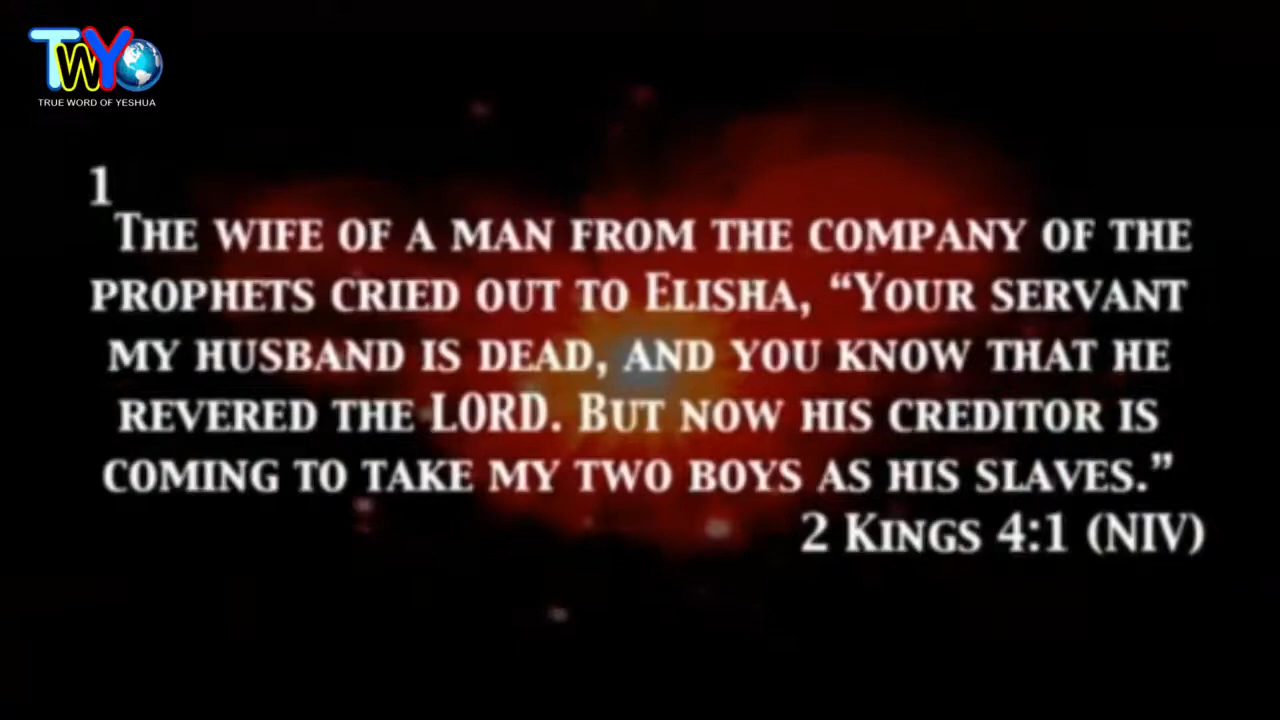 TWY
TRUE WORD OF YESHUA
1
THE WIFE OF A MAN FROM THE COMPANY OF THE
PROPHETS CRIED OUT TO ELISHA, “YOUR SERVANT
MY HUSBAND IS DEAD, AND YOU KNOW THAT HE
REVERED THE LORD. BUT NOW HIS CREDITOR IS
COMING TO TAKE MY TWO BOYS AS HIS SLAVES.”
2 KINGS 4:1 (NIV)